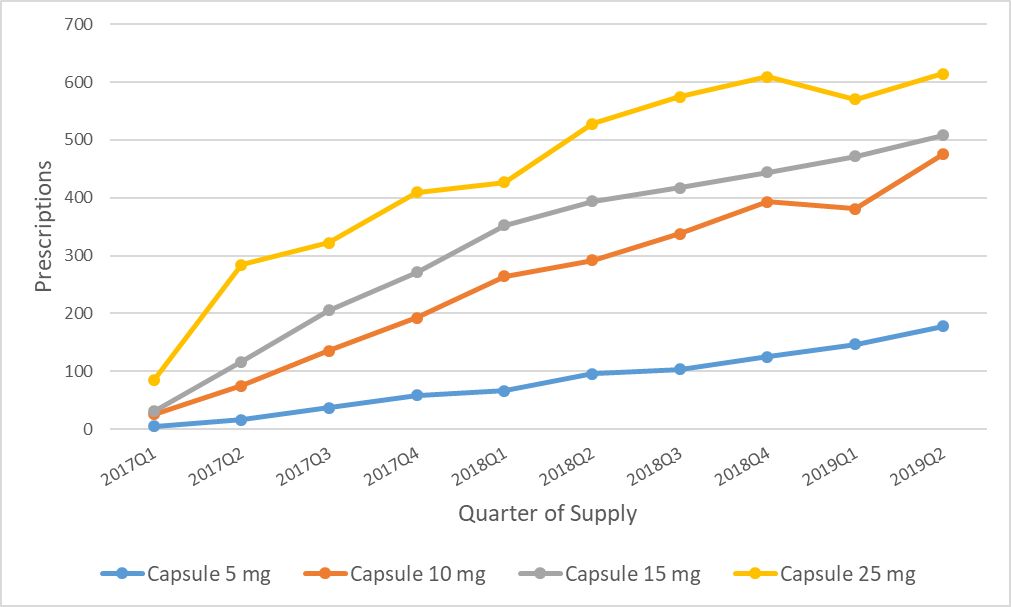 700
600
500
400
300
200
100
0
Prescriptions
2017Q1 2017Q2 2017Q3 2017Q4 2018Q1 2018Q2 2018Q3 2018Q4 2019Q1 2019Q2
Quarter of Supply
Capsule 5 mg Capsule 10 mg Capsule 15 mg Capsule 25 mg